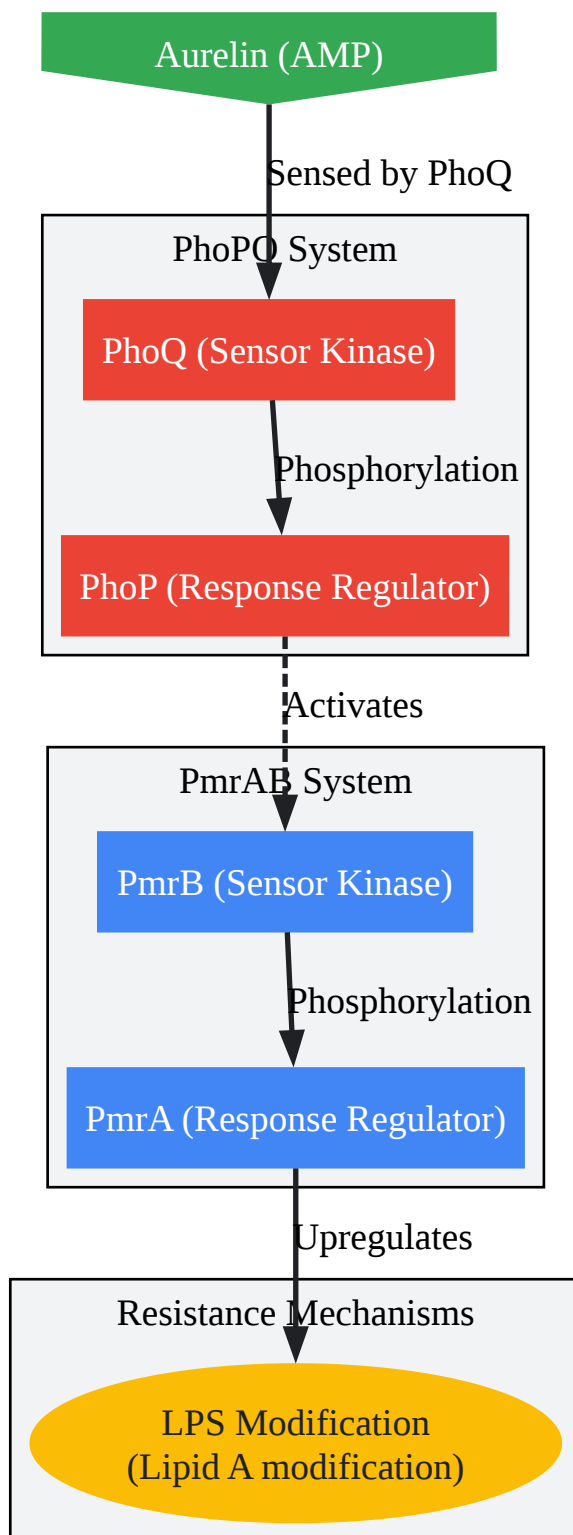 Aurelin (AMP)
Sensed by PhoQ
PhoPQ System
PhoQ (Sensor Kinase)
Phosphorylation
PhoP (Response Regulator)
Activates
PmrAB System
PmrB (Sensor Kinase)
Phosphorylation
PmrA (Response Regulator)
Upregulates
Resistance Mechanisms
LPS Modification
(Lipid A modification)